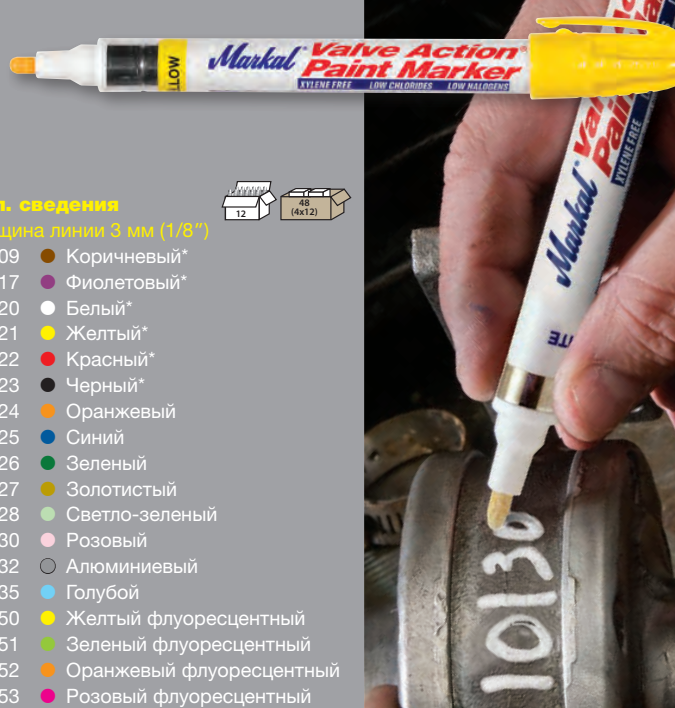 Markal Valve Action®
Paint Marker
XYLENE FREE LOW CHLORIDES LOW HALOGENS
LLOW
Markal
XYLENE FREE
ITE
10130
п. сведения
щина линии 3 мм (1/8″)
12
48
(4x12)
09 Коричневый*
17 Фиолетовый*
20 Белый*
21 Желтый*
22 Красный*
23 Черный*
24 Оранжевый
25 Синий
26 Зеленый
27 Золотистый
28 Светло-зеленый
30 Розовый
32 Алюминиевый
35 Голубой
50 Желтый флуоресцентный
51 Зеленый флуоресцентный
52 Оранжевый флуоресцентный
53 Розовый флуоресцентный